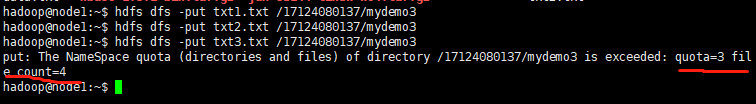 hadoop@node1:~$ hdfs dfs -put txt1.txt /17124080137/mydemo3
hadoop@node1:~$ hdfs dfs -put txt2.txt /17124080137/mydemo3
hadoop@node1:~$ hdfs dfs -put txt3.txt /17124080137/mydemo3
put: The NameSpace quota (directories and files) of directory /17124080137/mydemo3 is exceeded: quota=3 fil
e count=4
hadoop@node1:~$